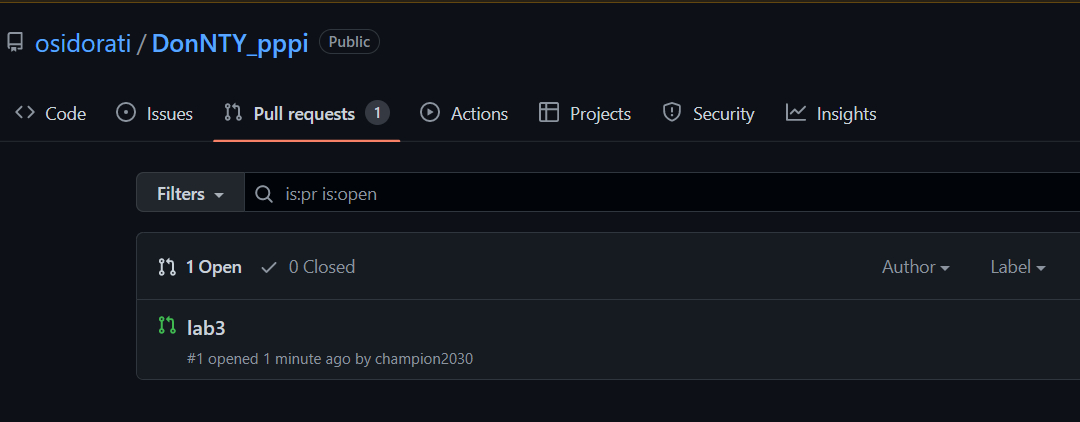 osidorati / DonNTY_pppi Public
Code Issues Pull requests 1 Actions Projects Security Insights
Filters is:pr is:open
1 Open 0 Closed Author Label
lab3
#1 opened 1 minute ago by champion2030